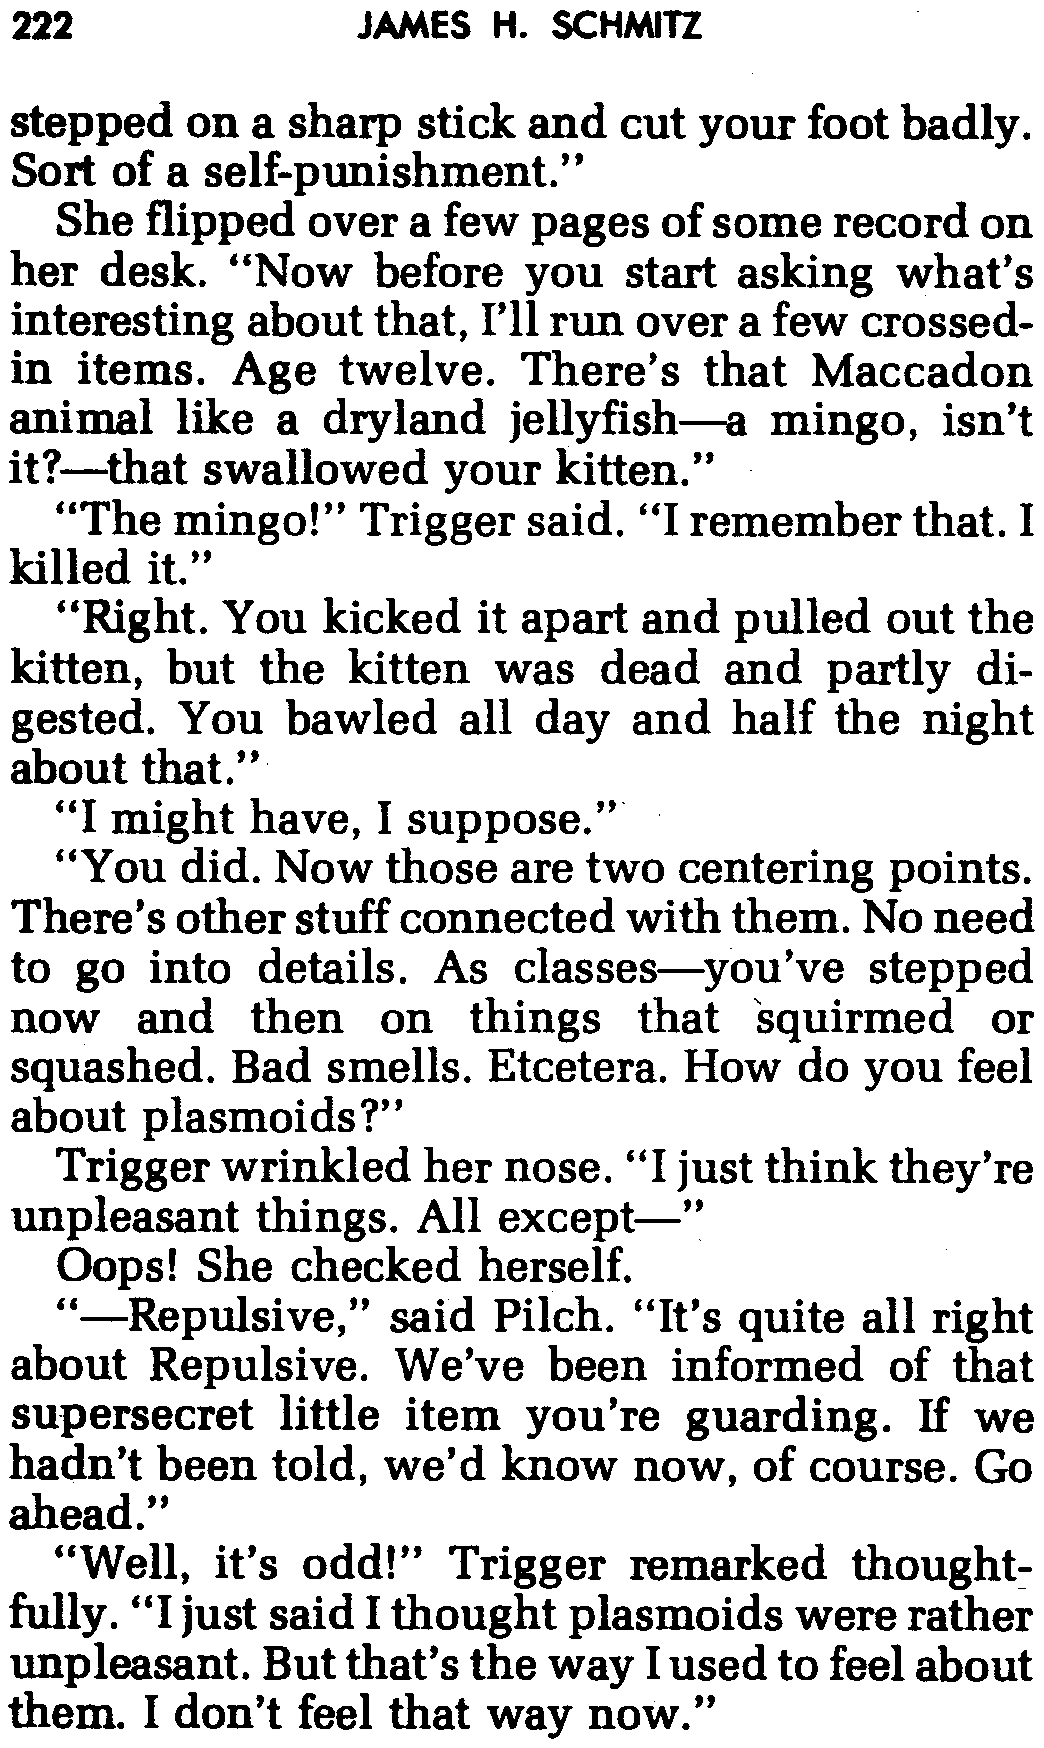 222 JAMES H. SCHMITZ
stepped on a sharp stick and cut your foot badly.
Sort of a self-punishment.”
She flipped over a few pages of some record on
her desk. “Now before you start asking what's
interesting about that, I'll run over a few crossed-
in items. Age twelve. There's that Maccadon
animal like a dryland jellyfish—a mingo, isn't
it?—that swallowed your kitten.”
“The mingo!” Trigger said. “I remember that. I
killed it.”
“Right. You kicked it apart and pulled out the
kitten, but the kitten was dead and partly di-
gested. You bawled all day and half the night
about that.”
“I might have, I suppose.”
“You did. Now those are two centering points.
There's other stuff connected with them. No need
to go into details. As classes—you've stepped
now and then on things that squirmed or
squashed. Bad smells. Etcetera. How do you feel
about plasmoids?”
Trigger wrinkled her nose. “I just think they're
unpleasant things. All except—”
Oops! She checked herself.
“—Repulsive,” said Pilch. “It's quite all right
about Repulsive. We've been informed of that
supersecret little item you're guarding. If we
hadn't been told, we'd know now, of course. Go
ahead.”
“Well, it's odd!” Trigger remarked thought-
fully. “I just said I thought plasmoids were rather
unpleasant. But that's the way I used to feel about
them. I don't feel that way now.”